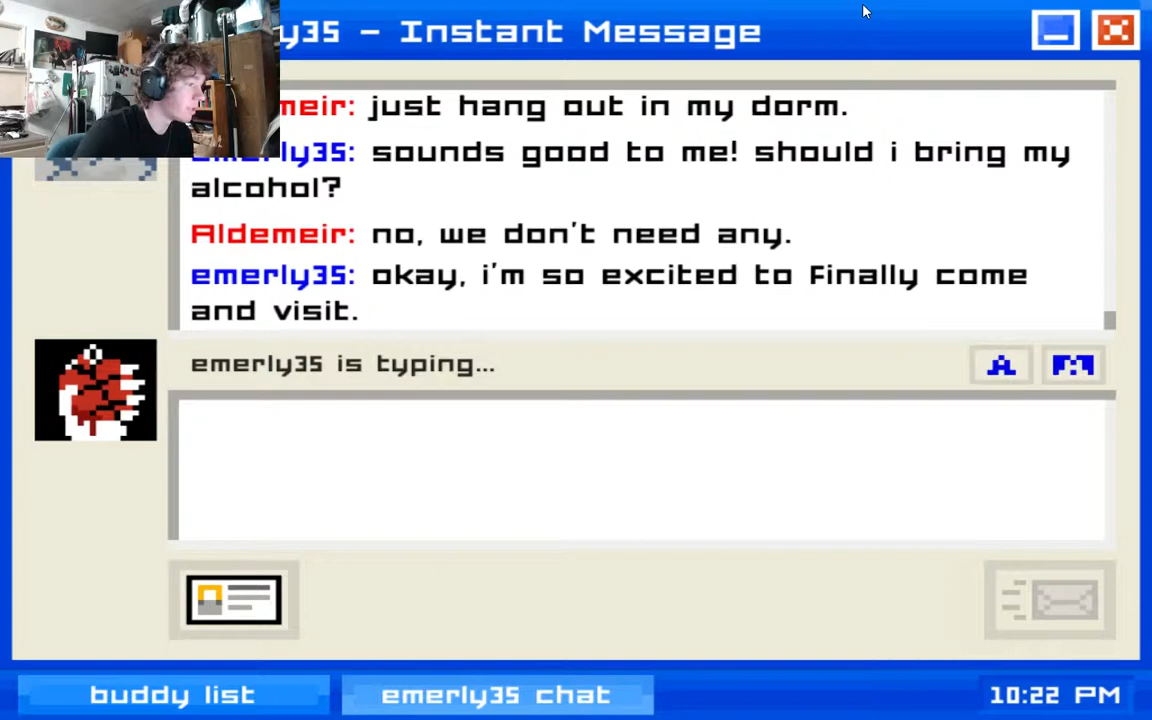 y35 - Instant Message
meir: just hang out in my dorm.
emerly35: sounds good to me! should i bring my
alcohol?
Aldemeir: no, we don't need any.
emerly35: okay, i'm so excited to finally come
and visit.
emerly35 is typing...
A
buddy list
emerly35 chat
10:22 PM